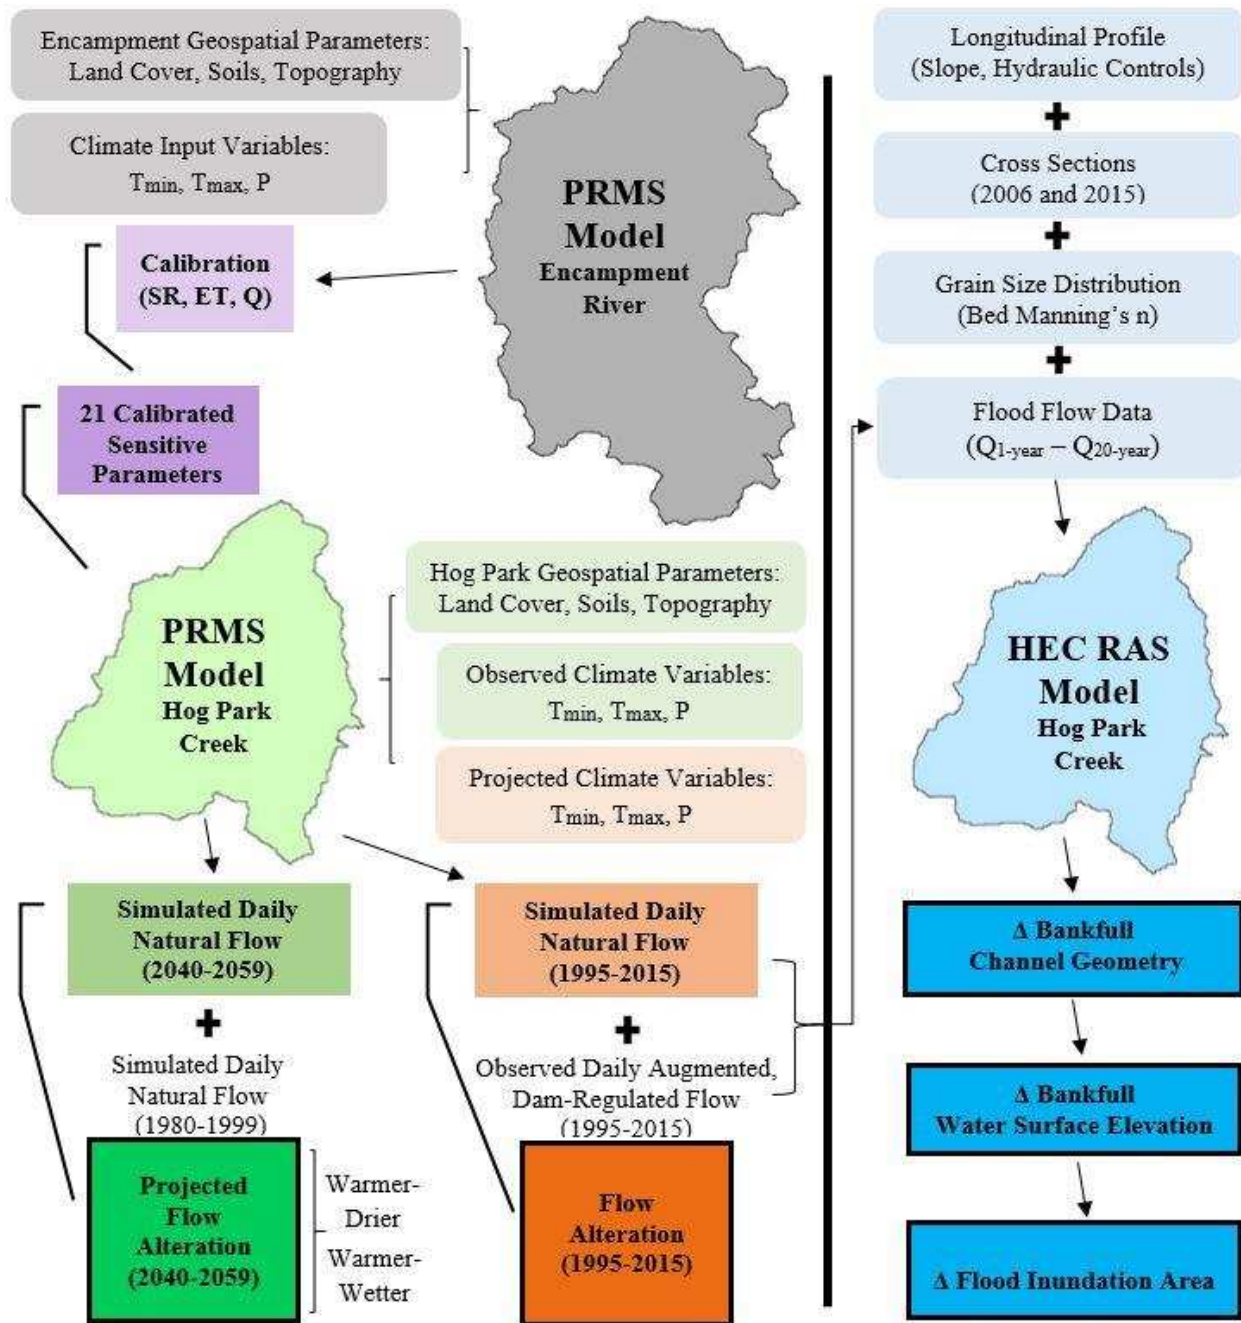 Encampment Geospatial Parameters:
Land Cover, Soils, Topography
Climate Input Variables:
Tmin, Tmax, P
PRMS
Model
Encampment
River
Calibration
(SR, ET, Q)
21 Calibrated
Sensitive
Parameters
PRMS
Model
Hog Park
Creek
Hog Park Geospatial Parameters:
Land Cover, Soils, Topography
Observed Climate Variables:
Tmin, Tmax, P
Projected Climate Variables:
Tmin, Tmax, P
Simulated Daily
Natural Flow
(2040-2059)
+
Simulated Daily
Natural Flow
(1980-1999)
Projected
Flow
Alteration
(2040-2059)
Warmer-
Drier
Warmer-
Wetter
Simulated Daily
Natural Flow
(1995-2015)
+
Observed Daily Augmented,
Dam-Regulated Flow
(1995-2015)
Flow
Alteration
(1995-2015)
Longitudinal Profile
(Slope, Hydraulic Controls)
+
Cross Sections
(2006 and 2015)
+
Grain Size Distribution
(Bed Manning’s n)
+
Flood Flow Data
(Q1-year – Q20-year)
HEC RAS
Model
Hog Park
Creek
Δ Bankfull
Channel Geometry
Δ Bankfull
Water Surface Elevation
Δ Flood Inundation Area